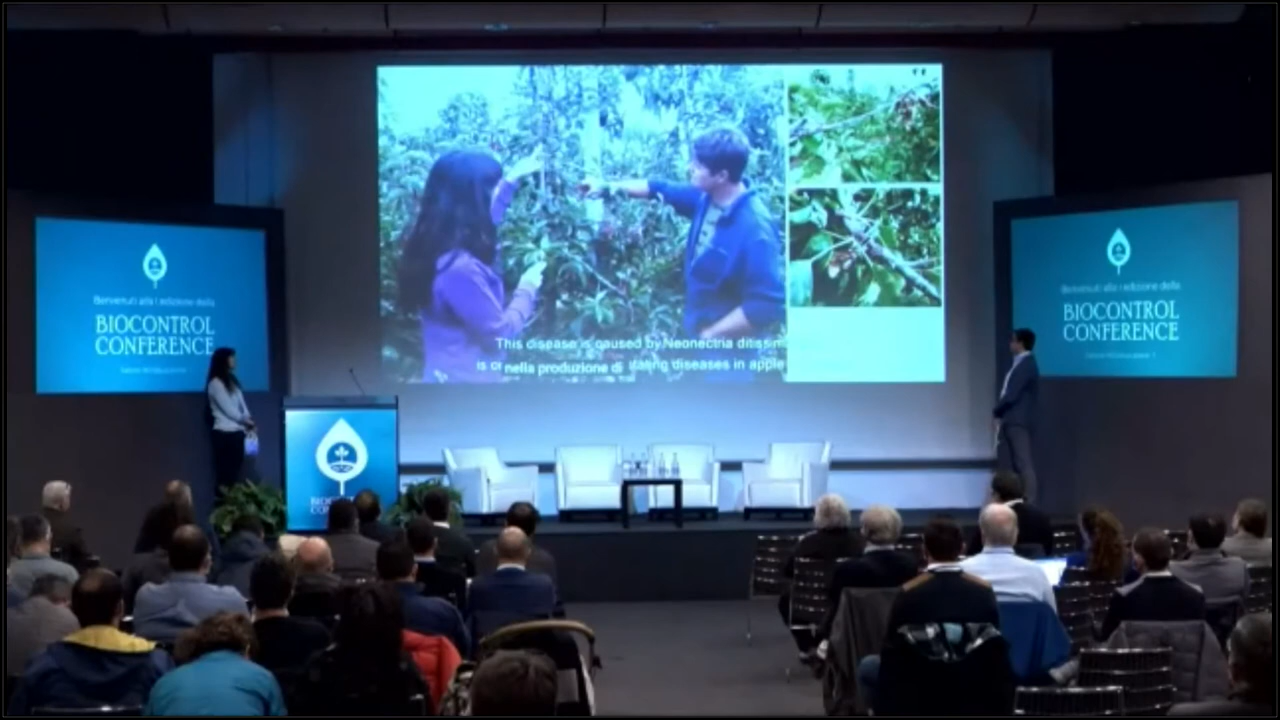 This disease is caused by Neonectria ditissim
is
nella produzione di
diseases in apple
Benvenuti alla I edizione della
BIOCONTROL
CONFERENCE
Benvenuti alla I edizione della
BIOCONTROL
CONFERENCE